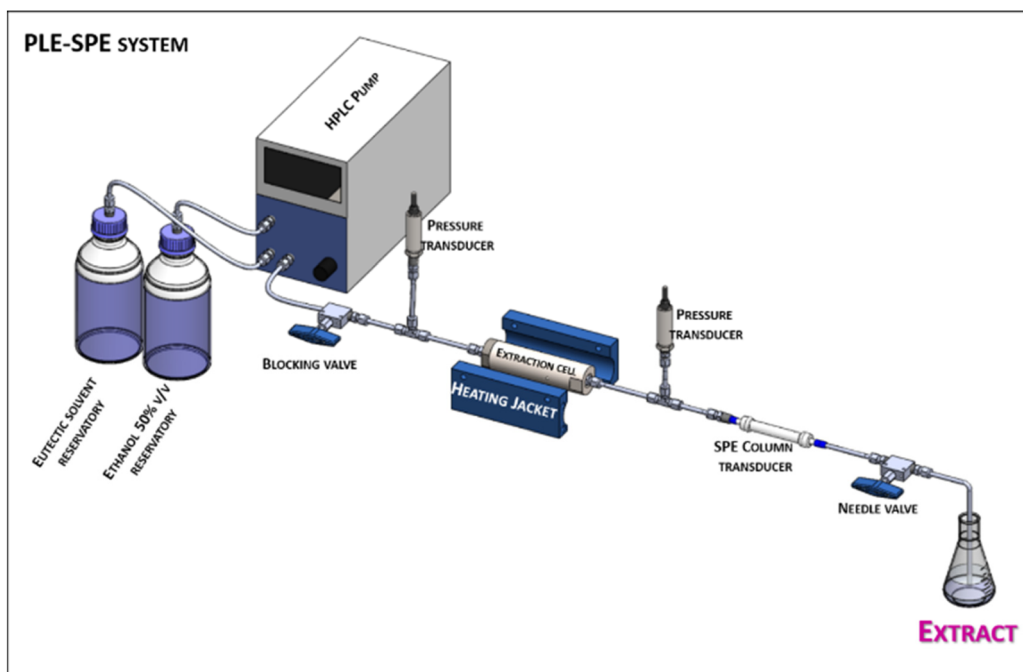 PLE-SPE SYSTEM
HPLC PUMP
PRESSURE
TRANSDUCER
PRESSURE
TRANSDUCER
EXTRACTION CELL
BLOCKING VALVE
HEATING JACKET
EUTECTIC SOLVENT
RESERVATORY
ETHANOL 50% V/V
RESERVATORY
SPE COLUMN
TRANSDUCER
NEEDLE VALVE
EXTRACT